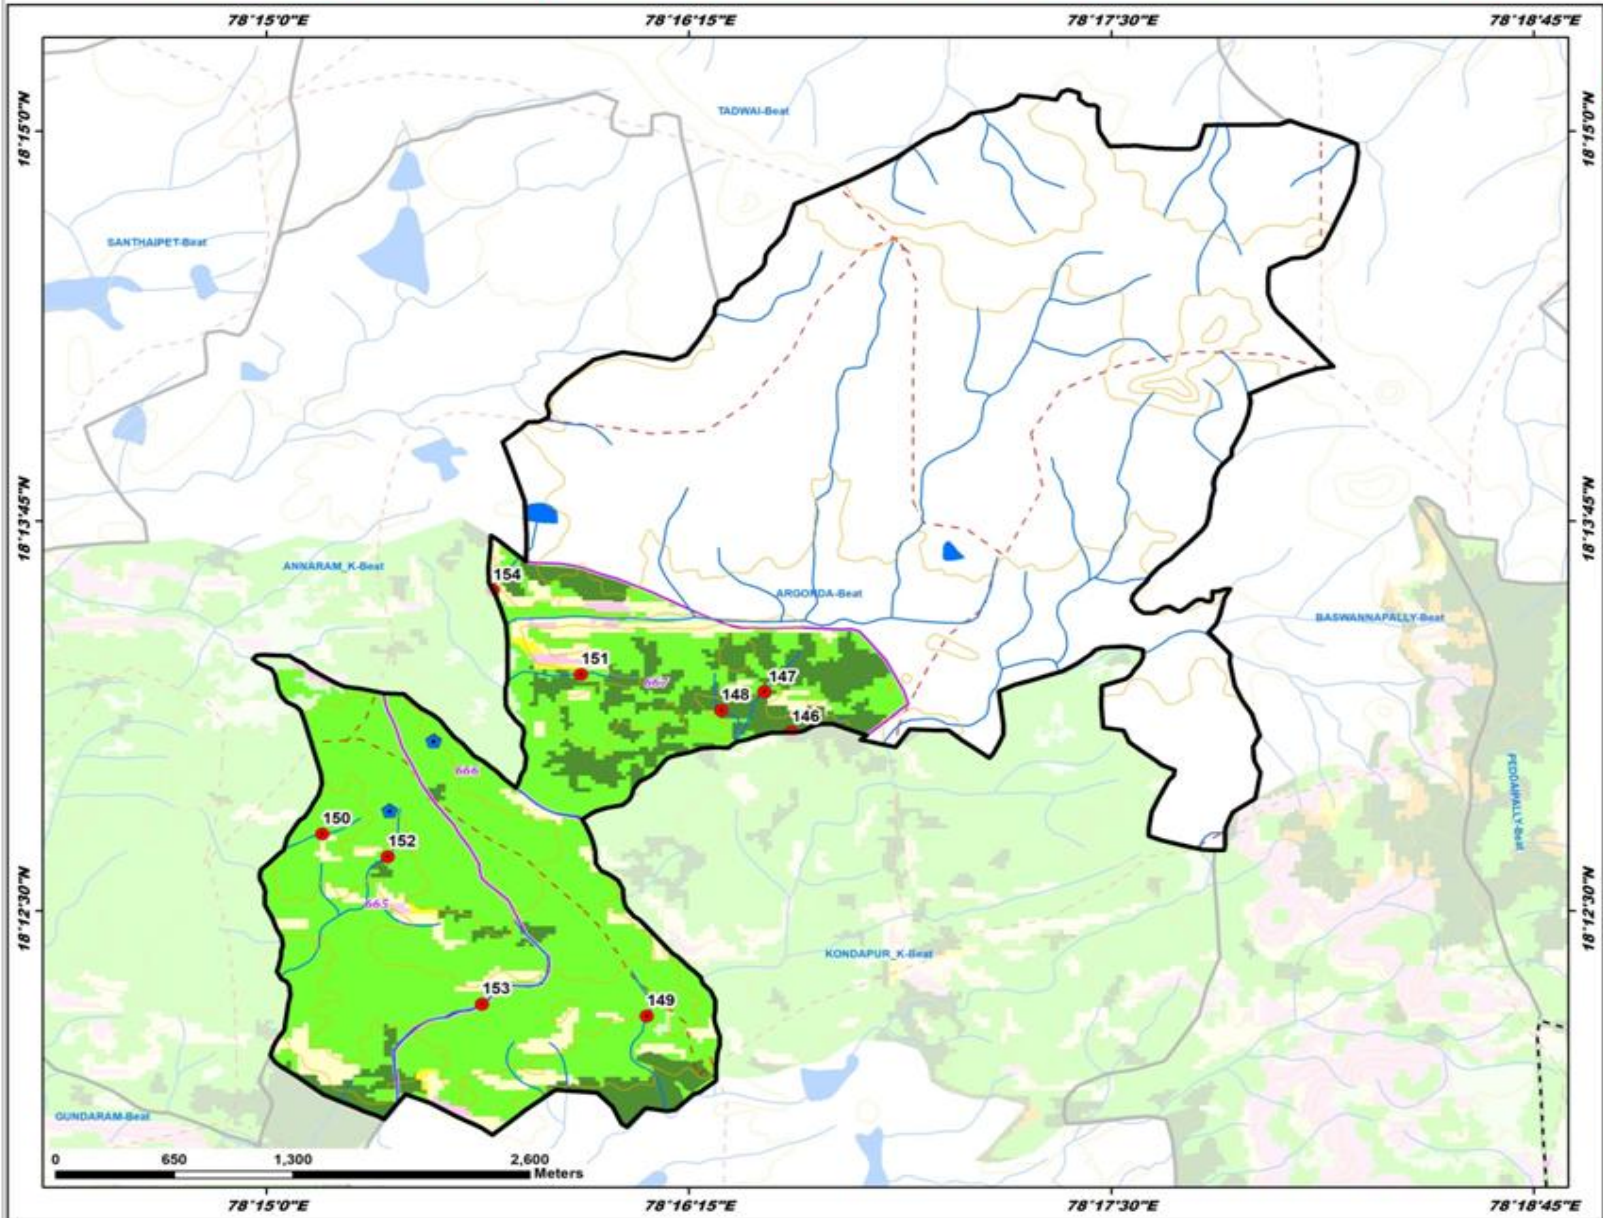 78°15'0"E
78°16'15"E
78°17'30"E
78°18'45"E
18°15'0"N
18°15'0"N
TADWAI-Beat
SANTHAIPET-Beat
18°13'45"N
18°13'45"N
ANNARAM_K-Beat
154
ARGONDA-Beat
BASWANNAPALLY-Beat
151
667
147
148
146
666
PEDDAIPALLY-Beat
150
152
665
18°12'30"N
18°12'30"N
KONDAPUR_K-Beat
153
149
GUNDARAM-Beat
0 650 1,300 2,600
Meters
78°15'0"E
78°16'15"E
78°17'30"E
78°18'45"E